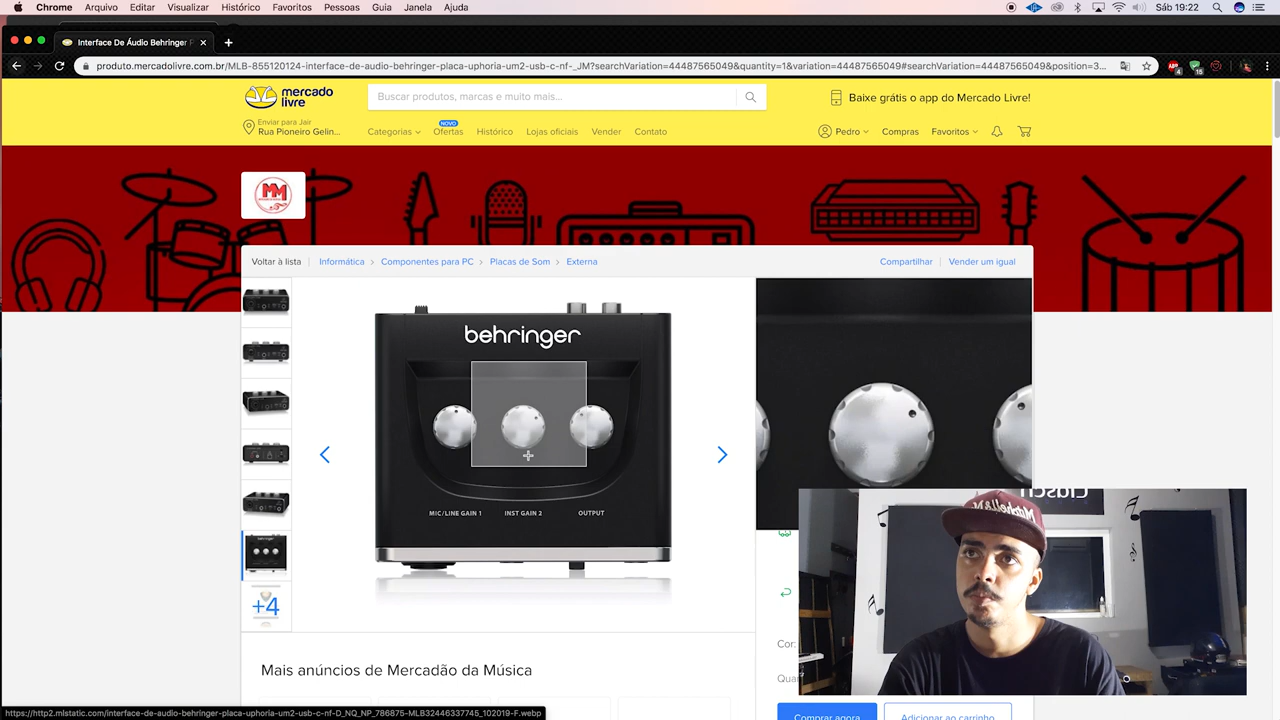 Chrome Arquivo Editar Visualizar Histórico Favoritos Pessoas Guia Janela Ajuda Sáb 19:22
Interface De Áudio Behringer P
produto.mercadolivre.com.br/MLB-855120124-interface-de-audio-behringer-placa-uphoria-um2-usb-c-nf-_JM?searchVariation=44487565049&quantity=1&variation=44487565049#searchVariation=44487565049&position=3...
4 15
mercado
livre
Buscar produtos, marcas e muito mais...
Baixe grátis o app do Mercado Livre!
Enviar para Jair
Rua Pioneiro Gelin...
NOVO
Categorias Ofertas Histórico Lojas oficiais Vender Contato Pedro Compras Favoritos
MM
Voltar à lista Informática > Componentes para PC > Placas de Som > Externa Compartilhar Vender um igual
behringer
MIC/LINE GAIN 1 INST GAIN 2 OUTPUT
+4
Cor:
Qua
Mais anúncios de Mercadão da Música
Comprar agora Adicionar ao carrinho
https://http2.mlstatic.com/interface-de-audio-behringer-placa-uphoria-um2-usb-c-nf-D_NQ_NP_786875-MLB32446337745_102019-F.webp